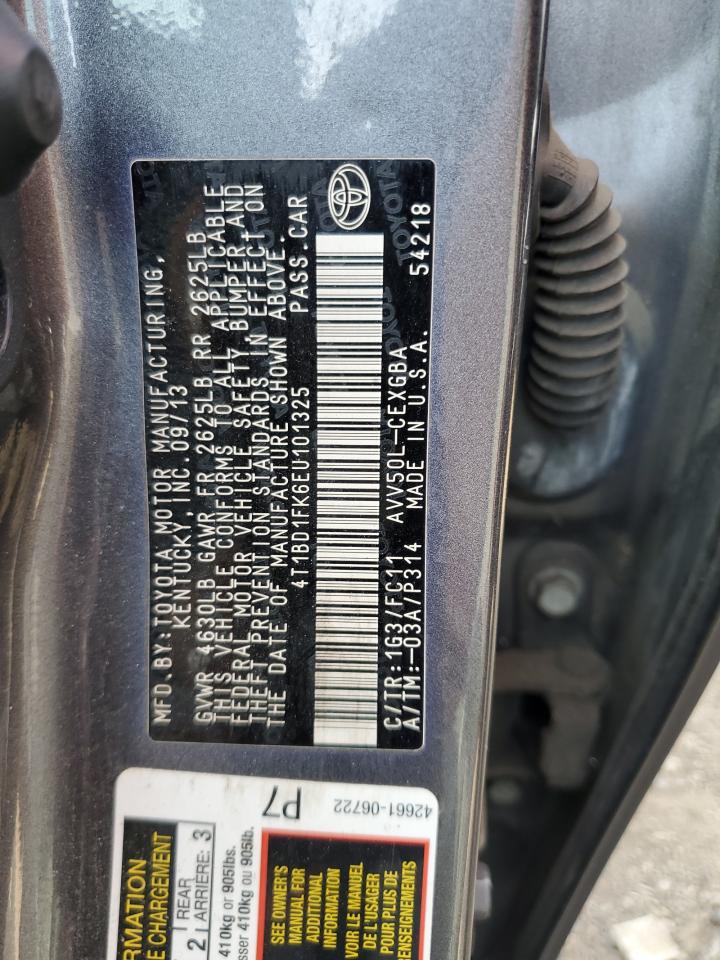 MFD.BY:TOYOTA MOTOR MANUFACTURING,
KENTUCKY, INC 09/13
GVWR 4630LB GAWR FR 2625LB RR 2625LB
THIS VEHICLE CONFORMS TO ALL APPLICABLE
FEDERAL MOTOR VEHICLE SAFETY, BUMPER AND
THEFT PREVENTION STANDARDS IN EFFECT ON
THE DATE OF MANUFACTURE SHOWN ABOVE.
4T1BD1FK6EU101325 PASS.CAR
C/TR:1G3/FC11 AVV50L-CEXGBA
A/TM:-03A/P314 MADE IN U.S.A. 54218
TOYOTA
P7
42661-06722
RMATION
E CHARGEMENT
2 REAR
ARRIÈRE: 3
410kg or 905lbs.
sser 410kg ou 905lb.
SEE OWNER'S
MANUAL FOR
ADDITIONAL
INFORMATION
VOIR LE MANUEL
DE L'USAGER
POUR PLUS DE
RENSEIGNEMENTS.